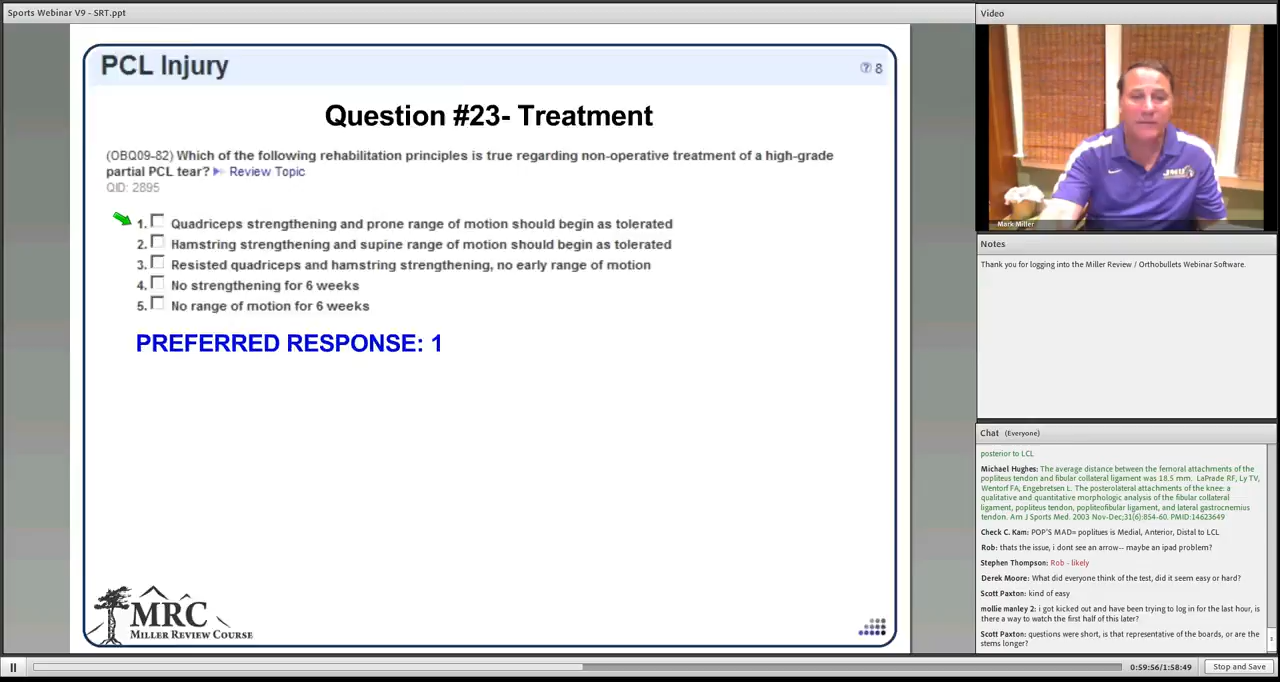 Sports Webinar V9 - SRT.ppt
PCL Injury
8
Question #23- Treatment
(OBQ09-82) Which of the following rehabilitation principles is true regarding non-operative treatment of a high-grade
partial PCL tear? Review Topic
QID: 2895
1. Quadriceps strengthening and prone range of motion should begin as tolerated
2. Hamstring strengthening and supine range of motion should begin as tolerated
3. Resisted quadriceps and hamstring strengthening, no early range of motion
4. No strengthening for 6 weeks
5. No range of motion for 6 weeks
PREFERRED RESPONSE: 1
MRC
MILLER REVIEW COURSE
Video
JMU
Mark Miller
Notes
Thank you for logging into the Miller Review / Orthobullets Webinar Software.
Chat (Everyone)
posterior to LCL
Michael Hughes: The average distance between the femoral attachments of the
popliteus tendon and fibular collateral ligament was 18.5 mm. LaPrade RF, Ly TV,
Wentorf FA, Engebretsen L. The posterolateral attachments of the knee: a
qualitative and quantitative morphologic analysis of the fibular collateral
ligament, popliteus tendon, popliteofibular ligament, and lateral gastrocnemius
tendon. Am J Sports Med. 2003 Nov-Dec;31(6):854-60. PMID:14623649
Check C. Kam: POP'S MAD= poplitues is Medial, Anterior, Distal to LCL
Rob: thats the issue, i dont see an arrow-- maybe an ipad problem?
Stephen Thompson: Rob - likely
Derek Moore: What did everyone think of the test, did it seem easy or hard?
Scott Paxton: kind of easy
mollie manley 2: i got kicked out and have been trying to log in for the last hour, is
there a way to watch the first half of this later?
Scott Paxton: questions were short, is that representative of the boards, or are the
stems longer?
0:59:56/1:58:49
Stop and Save